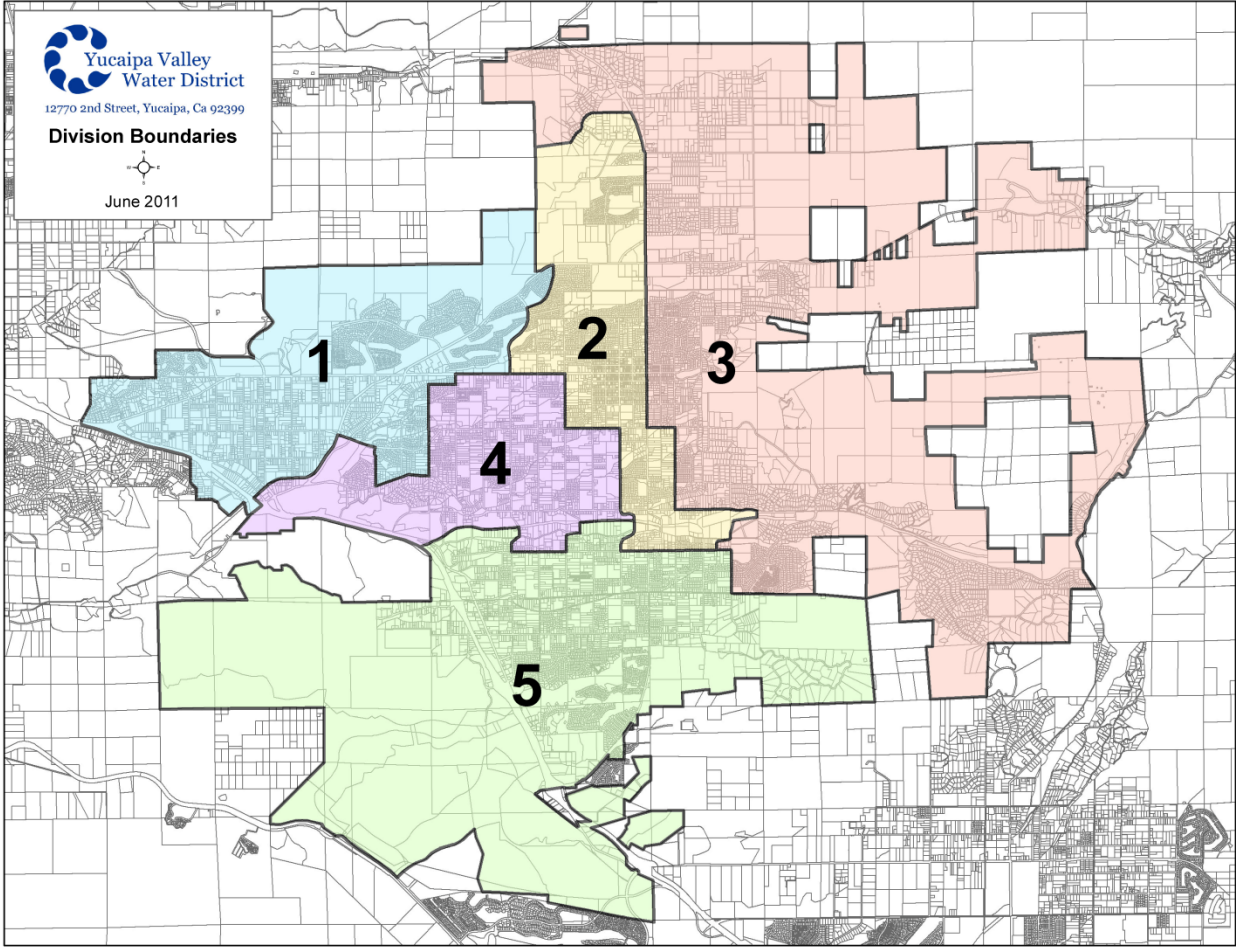 Yucaipa Valley
Water District
12770 2nd Street, Yucaipa, Ca 92399
Division Boundaries
N
W E
S
June 2011
1
2
3
4
5